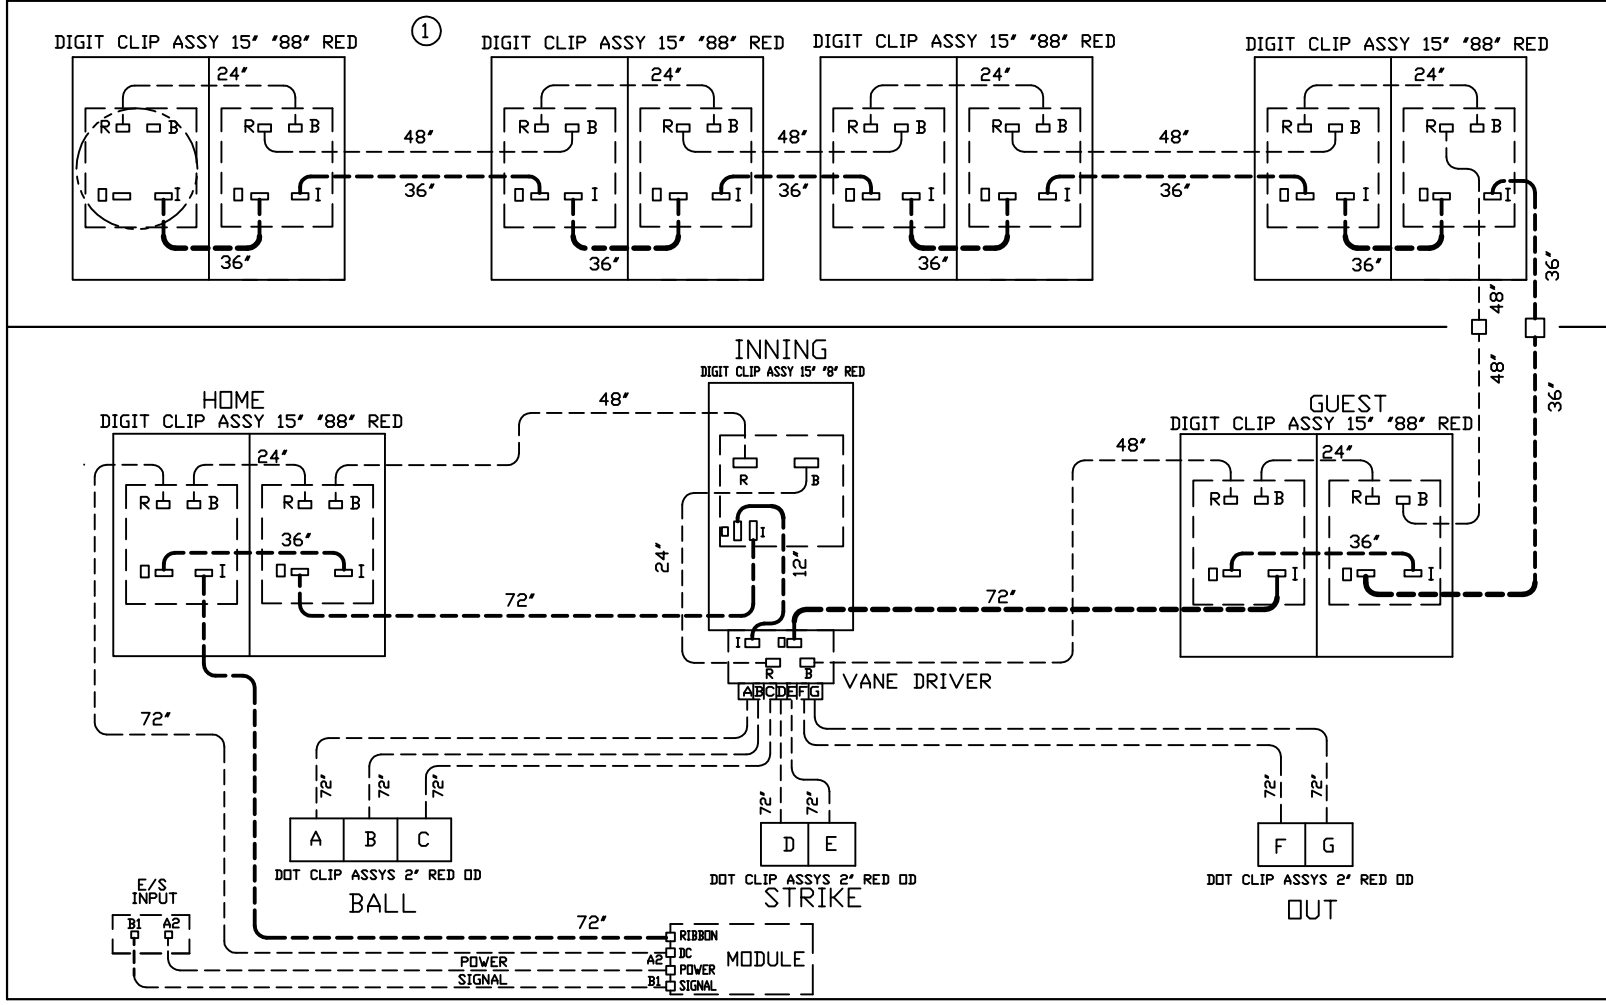 1
DIGIT CLIP ASSY 15" "88" RED
DIGIT CLIP ASSY 15" "88" RED
DIGIT CLIP ASSY 15" "88" RED
DIGIT CLIP ASSY 15" "88" RED
24" 24" 24" 24"
R B R B 48" R B R B 48" R B R B 48" R B R B
O I O I 36" O I O I 36" O I O I 36" O I O I
36" 36" 36" 36"
36"
48"
48"
36"
INNING
DIGIT CLIP ASSY 15" "8" RED
HOME
DIGIT CLIP ASSY 15" "88" RED
48"
GUEST
DIGIT CLIP ASSY 15" "88" RED
24" 48" 24"
R B R B R B R B R B
36" O I 36"
O I O I 24" 12" O I O I
72" 72"
I O
R B
A B C D E F G
VANE DRIVER
72"
72" 72" 72" 72" 72" 72" 72"
A B C D E F G
DOT CLIP ASSYS 2" RED OD
BALL
DOT CLIP ASSYS 2" RED OD
STRIKE
DOT CLIP ASSYS 2" RED OD
OUT
E/S
INPUT
B1 A2
72" RIBBON
DC
POWER A2 POWER
SIGNAL B1 SIGNAL
MODULE